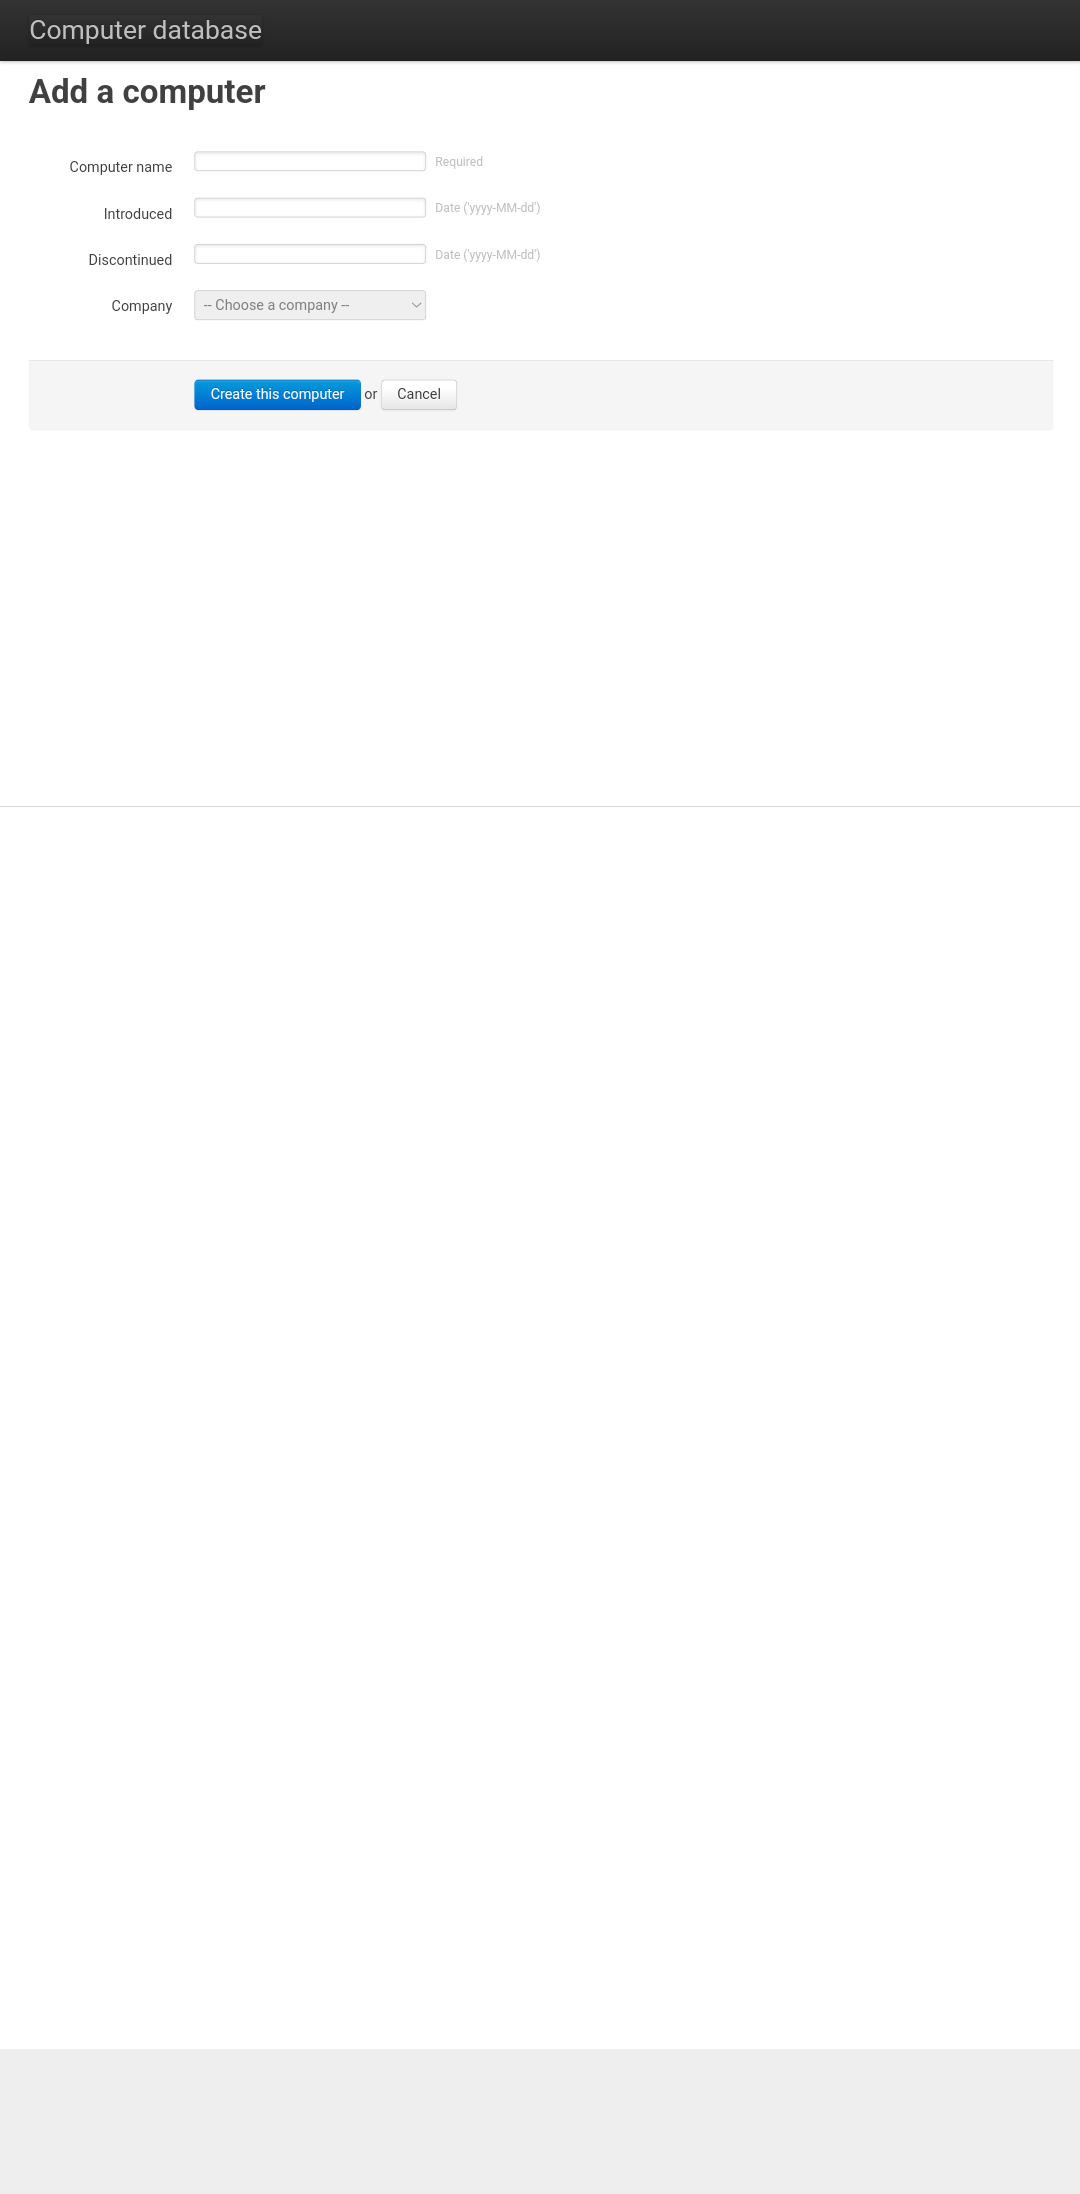 Computer database
Add a computer
Computer name Required
Introduced Date ('yyyy-MM-dd')
Discontinued Date ('yyyy-MM-dd')
Company -- Choose a company --
Create this computer or Cancel